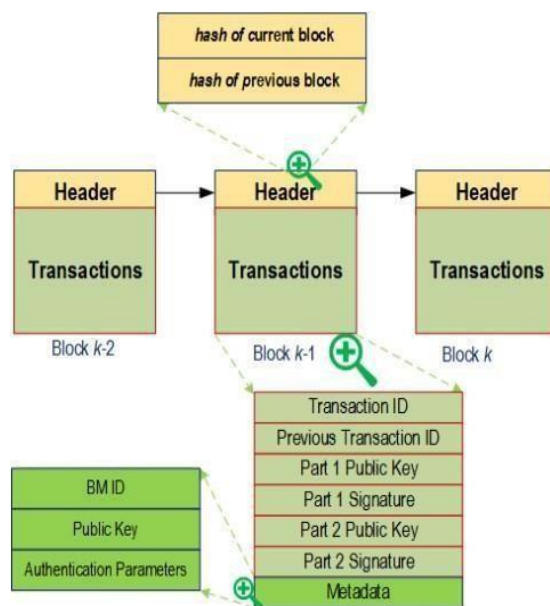 hash of current block
hash of previous block
Header
Header
Header
Transactions
Transactions
Transactions
Block k-2
Block k-1
Block k
Transaction ID
Previous Transaction ID
Part 1 Public Key
Part 1 Signature
Part 2 Public Key
Part 2 Signature
Metadata
BM ID
Public Key
Authentication Parameters